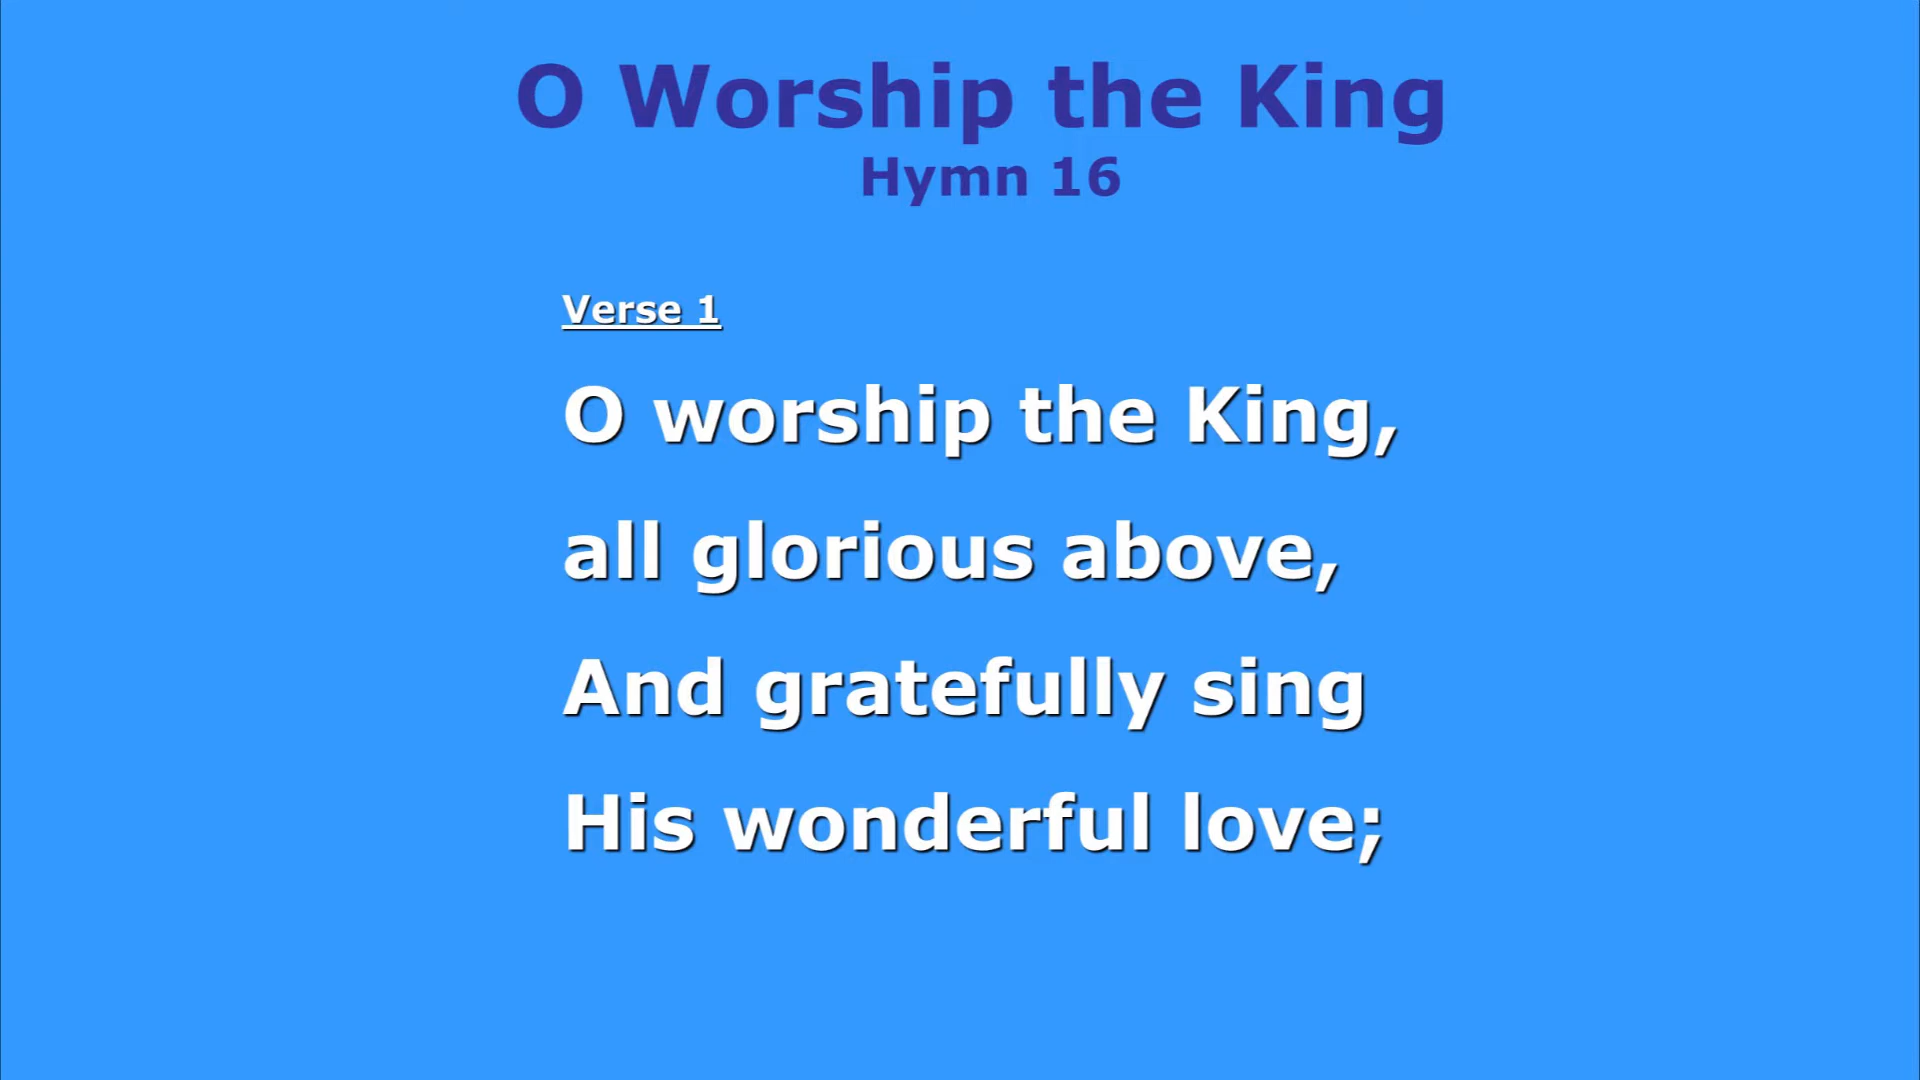 O Worship the King
Hymn 16
Verse 1
O worship the King,
all glorious above,
And gratefully sing
His wonderful love;